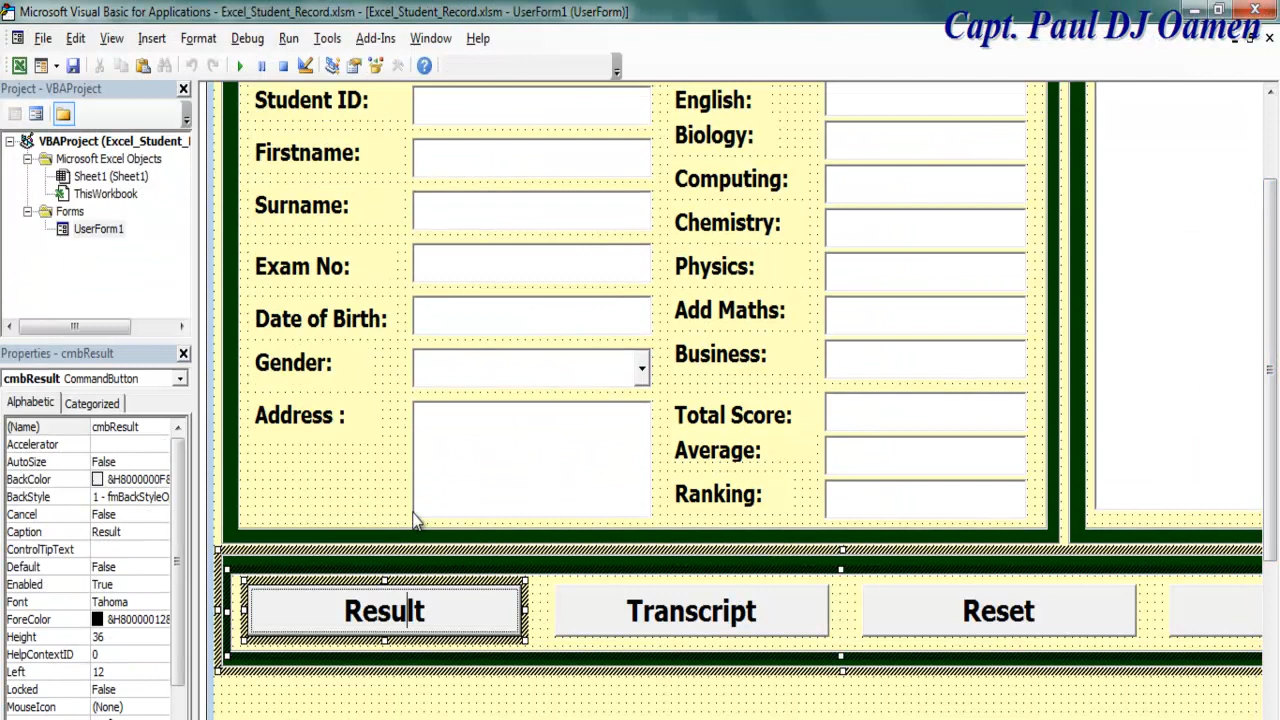 Microsoft Visual Basic for Applications - Excel_Student_Record.xlsm - [Excel_Student_Record.xlsm - UserForm1 (UserForm)]
Capt. Paul DJ Oamen
File Edit View Insert Format Debug Run Tools Add-Ins Window Help
Project - VBAProject
VBAProject (Excel_Student_
Microsoft Excel Objects
Sheet1 (Sheet1)
ThisWorkbook
Forms
UserForm1
Properties - cmbResult
cmbResult CommandButton
Alphabetic Categorized
(Name) cmbResult
Accelerator
AutoSize False
BackColor &H8000000F&
BackStyle 1 - fmBackStyleO
Cancel False
Caption Result
ControlTipText
Default False
Enabled True
Font Tahoma
ForeColor &H80000012&
Height 36
HelpContextID 0
Left 12
Locked False
MouseIcon (None)
Student ID:
Firstname:
Surname:
Exam No:
Date of Birth:
Gender:
Address :
English:
Biology:
Computing:
Chemistry:
Physics:
Add Maths:
Business:
Total Score:
Average:
Ranking:
Result Transcript Reset